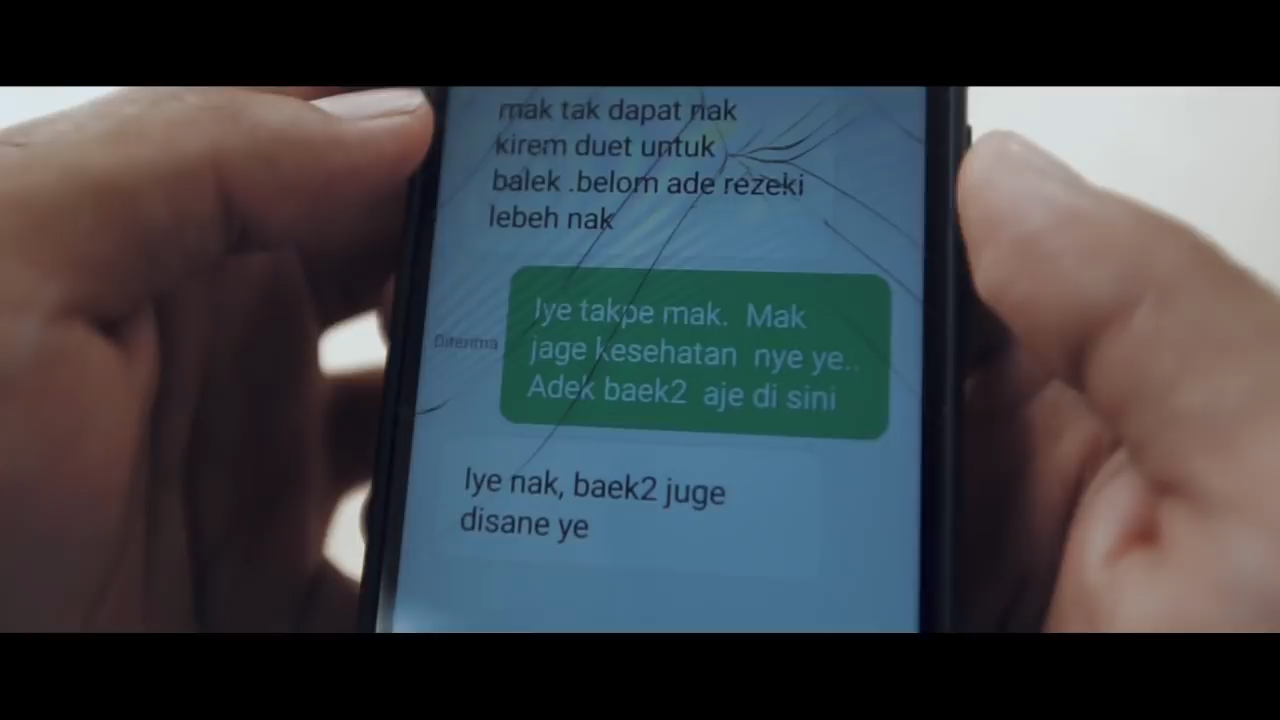 mak tak dapat nak
kirem duet untuk
balek .belom ade rezeki
lebeh nak
Iye takpe mak. Mak
jage kesehatan nye ye..
Adek baek2 aje di sini
Diterima
Iye nak, baek2 juge
disane ye